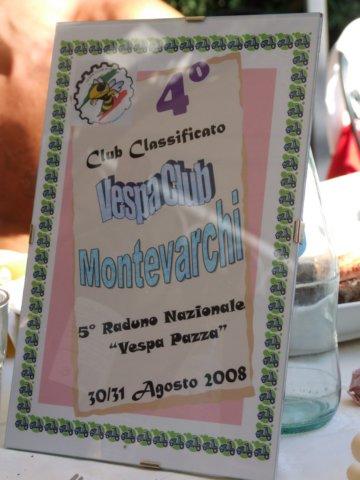 4°
Club Classificato
Vespa Club
Montevarchi
5° Raduno Nazionale
"Vespa Pazza"
30/31 Agosto 2008